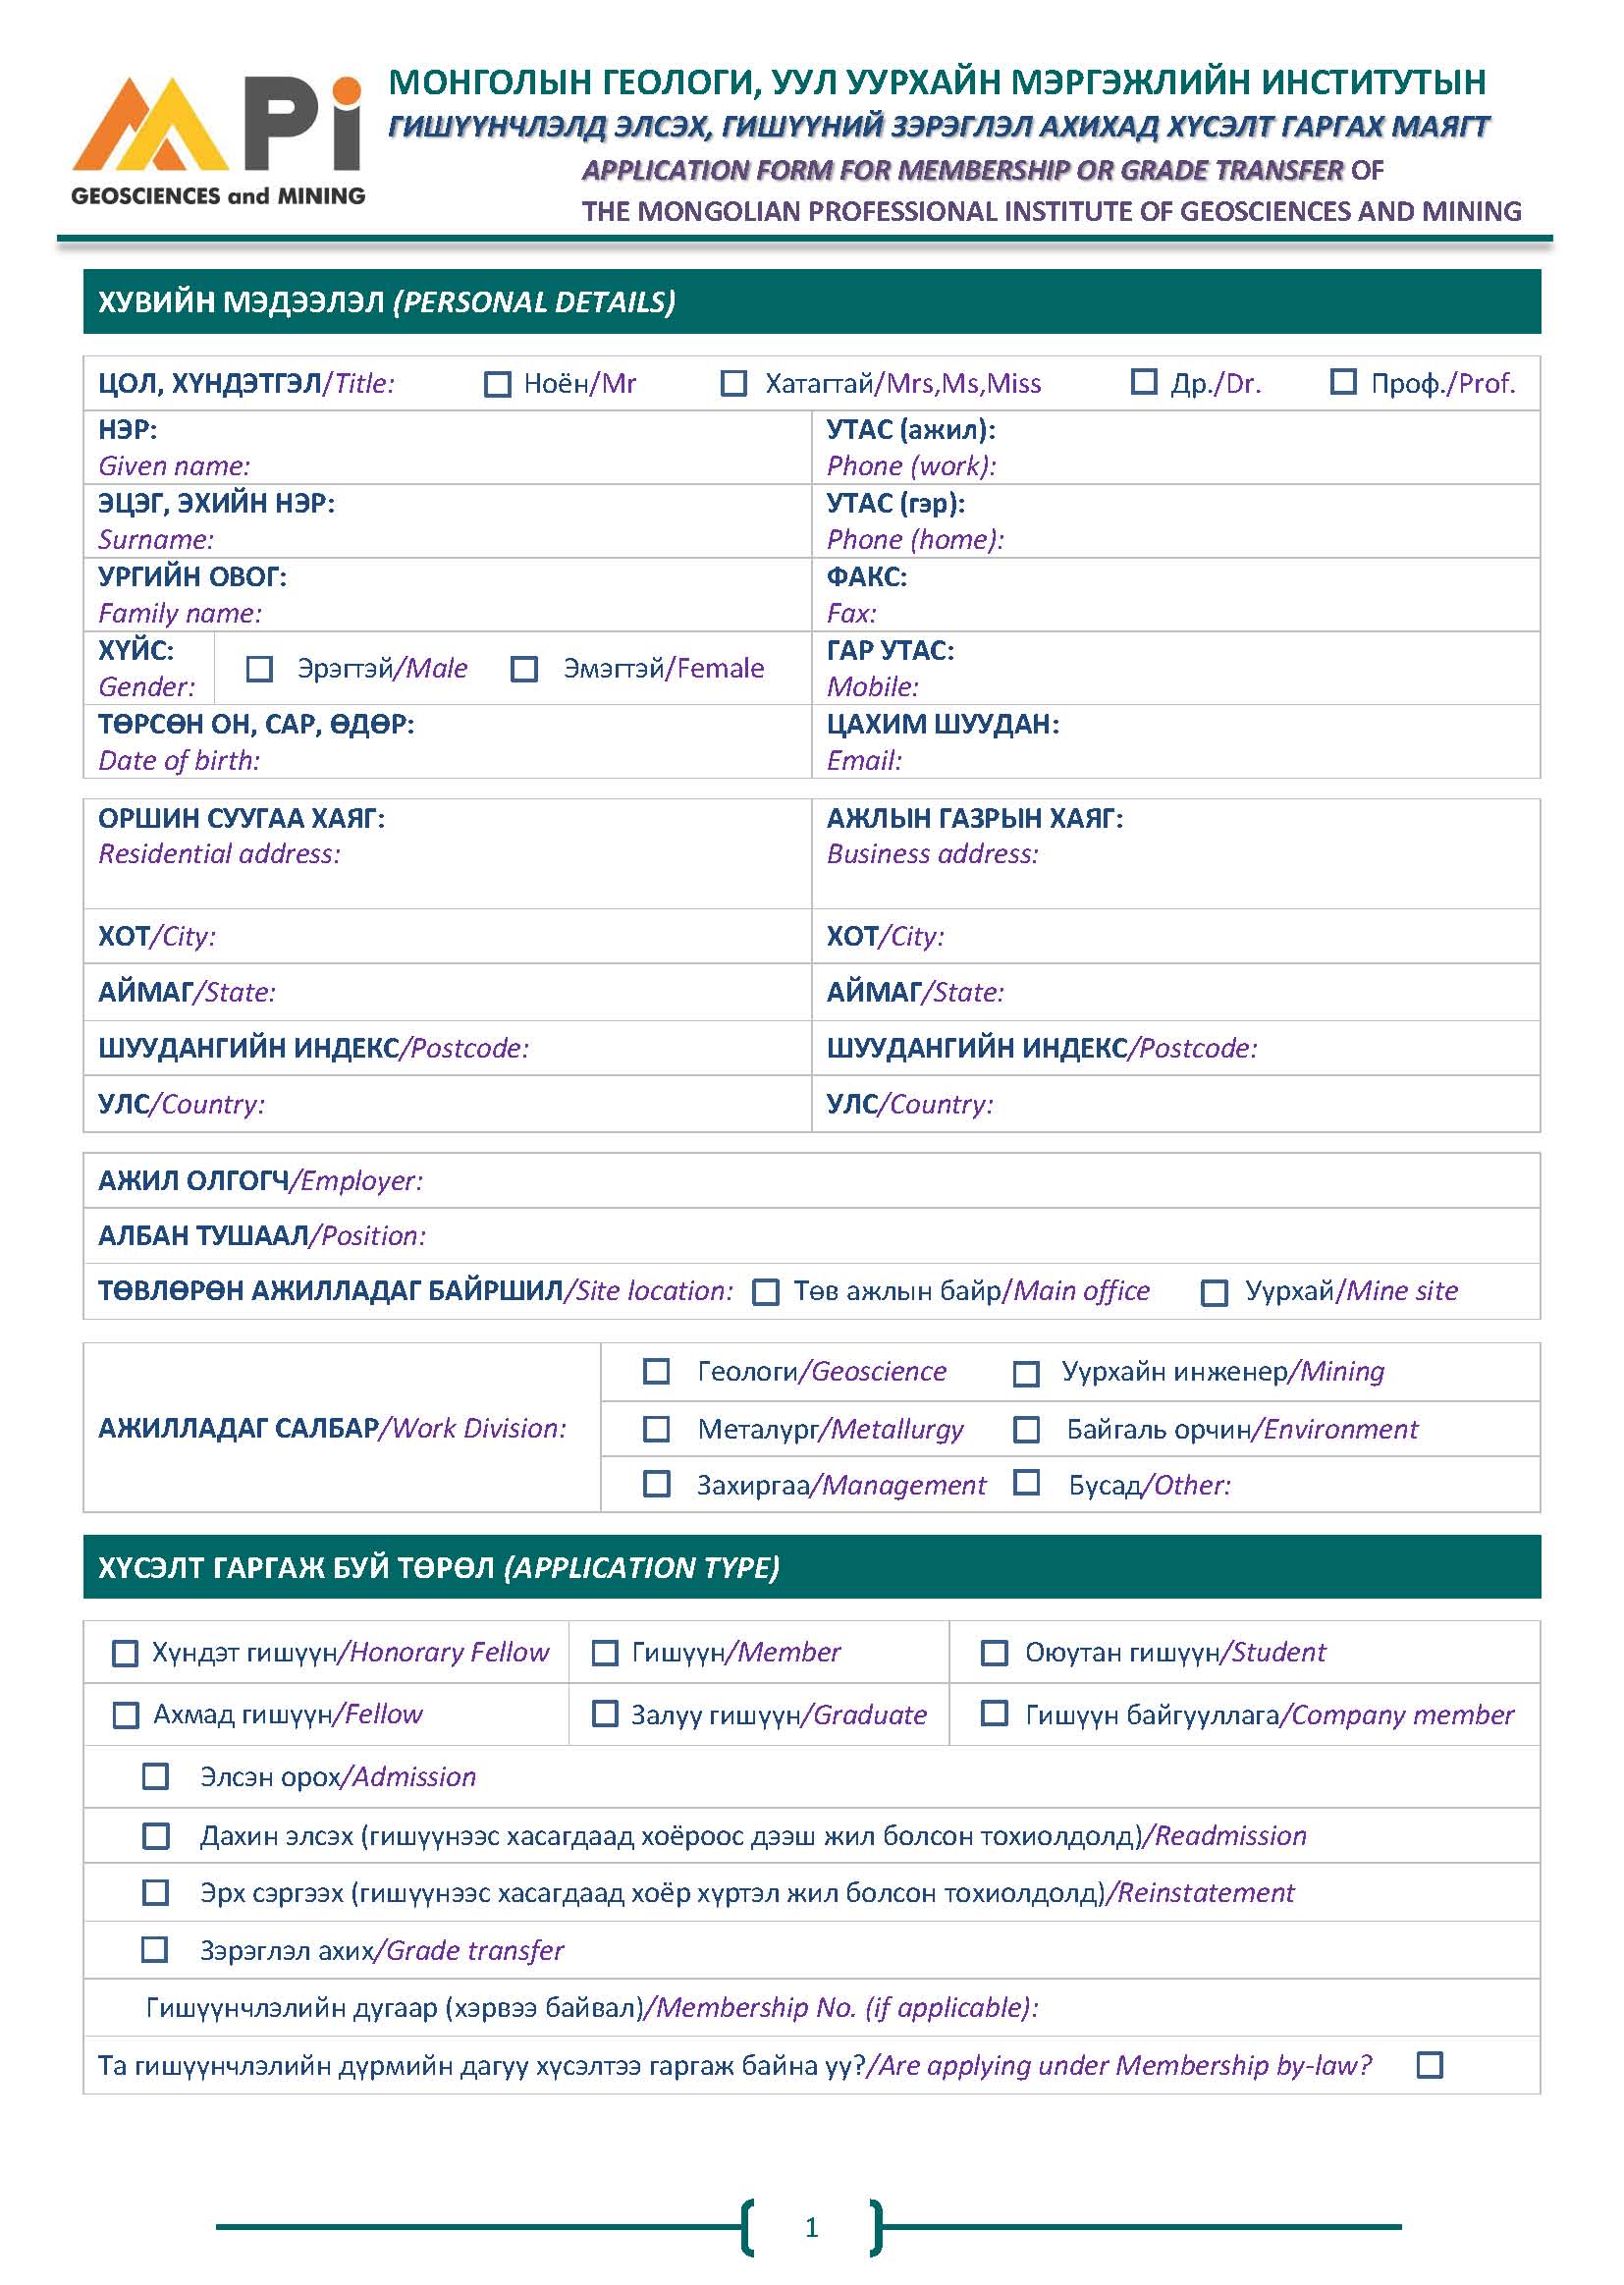 MPi
GEOSCIENCES and MINING
МОНГОЛЫН ГЕОЛОГИ, УУЛ УУРХАЙН МЭРГЭЖЛИЙН ИНСТИТУТЫН
ГИШҮҮНЧЛЭЛД ЭЛСЭХ, ГИШҮҮНИЙ ЗЭРЭГЛЭЛ АХИХАД ХҮСЭЛТ ГАРГАХ МАЯГТ
APPLICATION FORM FOR MEMBERSHIP OR GRADE TRANSFER OF
THE MONGOLIAN PROFESSIONAL INSTITUTE OF GEOSCIENCES AND MINING
ХУВИЙН МЭДЭЭЛЭЛ (PERSONAL DETAILS)
ЦОЛ, ХҮНДЭТГЭЛ/Title: Ноён/Mr Хатагтай/Mrs,Ms,Miss Др./Dr. Проф./Prof.
НЭР: УТАС (ажил):
Given name: Phone (work):
ЭЦЭГ, ЭХИЙН НЭР: УТАС (гэр):
Surname: Phone (home):
УРГИЙН ОВОГ: ФАКС:
Family name: Fax:
ХҮЙС: Эрэгтэй/Male Эмэгтэй/Female ГАР УТАС:
Gender: Mobile:
ТӨРСӨН ОН, САР, ӨДӨР: ЦАХИМ ШУУДАН:
Date of birth: Email:
ОРШИН СУУГАА ХАЯГ: АЖЛЫН ГАЗРЫН ХАЯГ:
Residential address: Business address:
ХОТ/City: ХОТ/City:
АЙМАГ/State: АЙМАГ/State:
ШУУДАНГИЙН ИНДЕКС/Postcode: ШУУДАНГИЙН ИНДЕКС/Postcode:
УЛС/Country: УЛС/Country:
АЖИЛ ОЛГОГЧ/Employer:
АЛБАН ТУШААЛ/Position:
ТӨВЛӨРӨН АЖИЛЛАДАГ БАЙРШИЛ/Site location: Төв ажлын байр/Main office Уурхай/Mine site
Геологи/Geoscience Уурхайн инженер/Mining
АЖИЛЛАДАГ САЛБАР/Work Division: Металург/Metallurgy Байгаль орчин/Environment
Захиргаа/Management Бусад/Other:
ХҮСЭЛТ ГАРГАЖ БУЙ ТӨРӨЛ (APPLICATION TYPE)
Хүндэт гишүүн/Honorary Fellow Гишүүн/Member Оюутан гишүүн/Student
Ахмад гишүүн/Fellow Залуу гишүүн/Graduate Гишүүн байгууллага/Company member
Элсэн орох/Admission
Дахин элсэх (гишүүнээс хасагдаад хоёроос дээш жил болсон тохиолдолд)/Readmission
Эрх сэргээх (гишүүнээс хасагдаад хоёр хүртэл жил болсон тохиолдолд)/Reinstatement
Зэрэглэл ахих/Grade transfer
Гишүүнчлэлийн дугаар (хэрвээ байвал)/Membership No. (if applicable):
Та гишүүнчлэлийн дүрмийн дагуу хүсэлтээ гаргаж байна уу?/Are applying under Membership by-law?
1